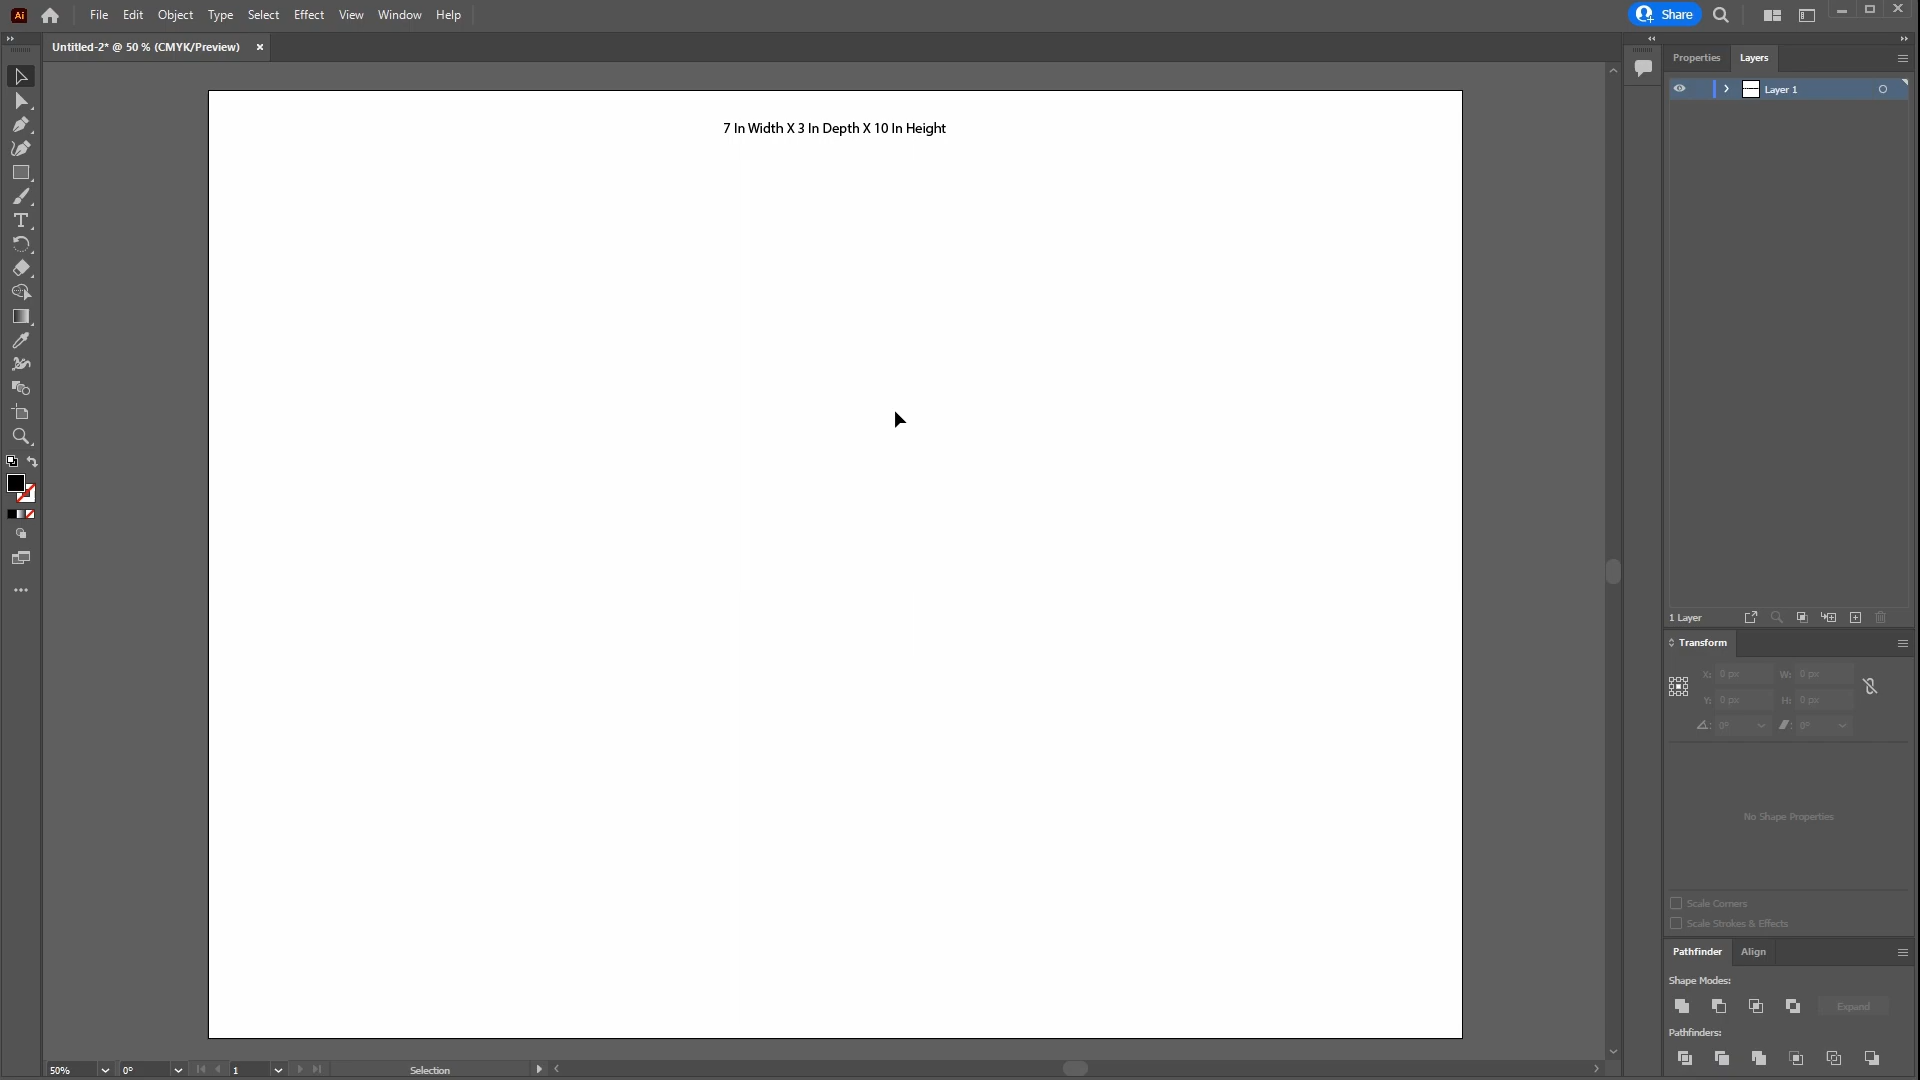 Ai File Edit Object Type Select Effect View Window Help Share
Untitled-2* @ 50 % (CMYK/Preview)
Properties Layers
Layer 1
7 In Width X 3 In Depth X 10 In Height
1 Layer
Transform
X: 0 px W: 0 px
Y: 0 px H: 0 px
0° 0°
No Shape Properties
Scale Corners
Scale Strokes & Effects
Pathfinder Align
Shape Modes:
Expand
Pathfinders:
50% 0° 1 Selection